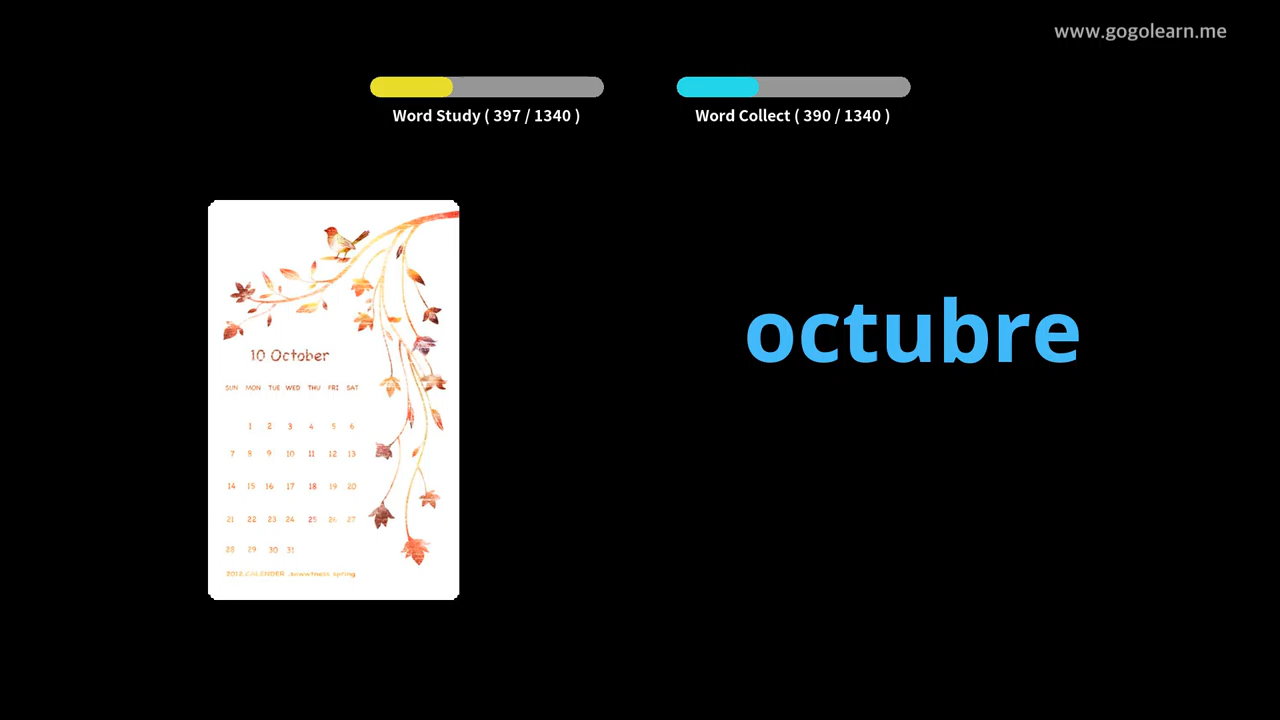 www.gogolearn.me
Word Study ( 397 / 1340 )
Word Collect ( 390 / 1340 )
octubre
10 October
SUN MON TUE WED THU FRI SAT
1 2 3 4 5 6
7 8 9 10 11 12 13
14 15 16 17 18 19 20
21 22 23 24 25 26 27
28 29 30 31
CALENDER spring